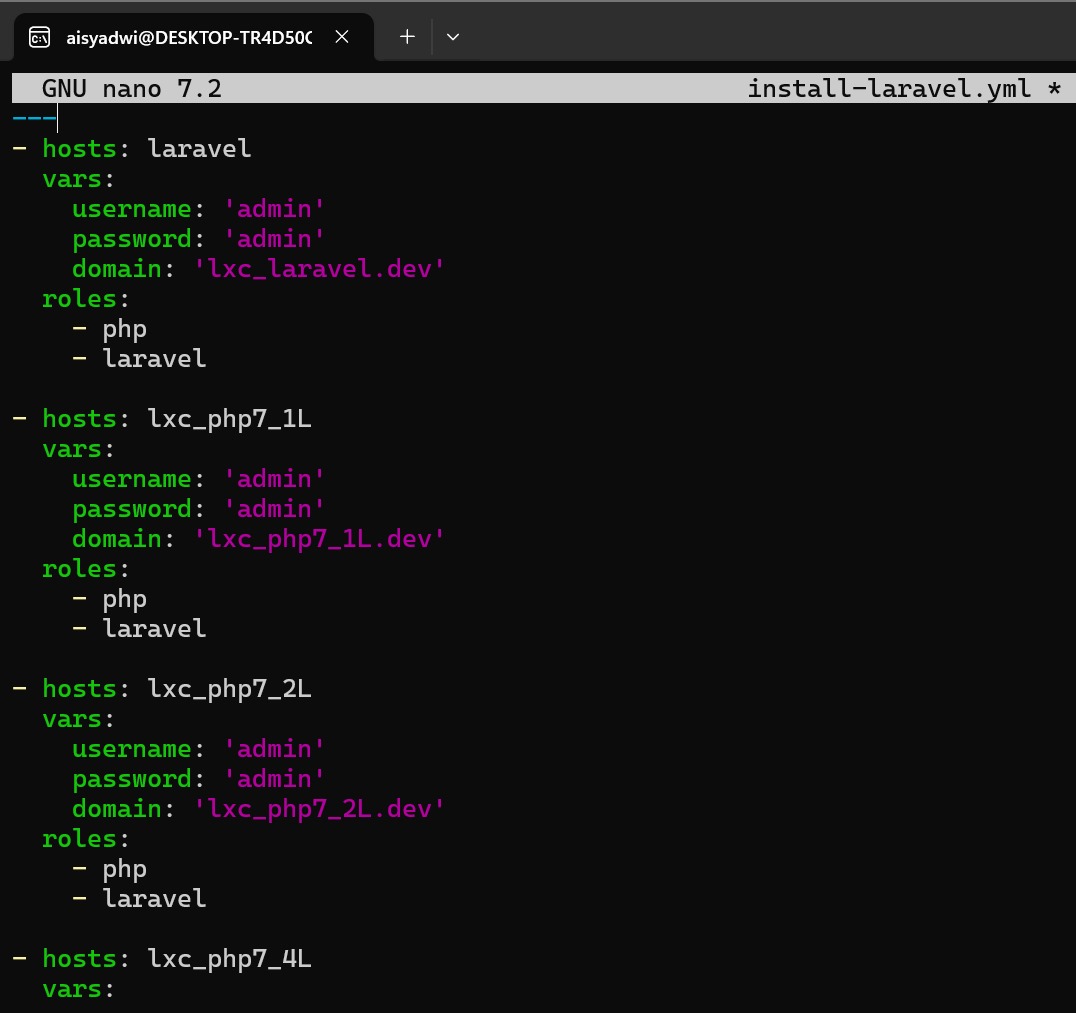 aisyadwi@DESKTOP-TR4D50
GNU nano 7.2 install-laravel.yml *
---
- hosts: laravel
  vars:
    username: 'admin'
    password: 'admin'
    domain: 'lxc_laravel.dev'
  roles:
    - php
    - laravel

- hosts: lxc_php7_1L
  vars:
    username: 'admin'
    password: 'admin'
    domain: 'lxc_php7_1L.dev'
  roles:
    - php
    - laravel

- hosts: lxc_php7_2L
  vars:
    username: 'admin'
    password: 'admin'
    domain: 'lxc_php7_2L.dev'
  roles:
    - php
    - laravel

- hosts: lxc_php7_4L
  vars: